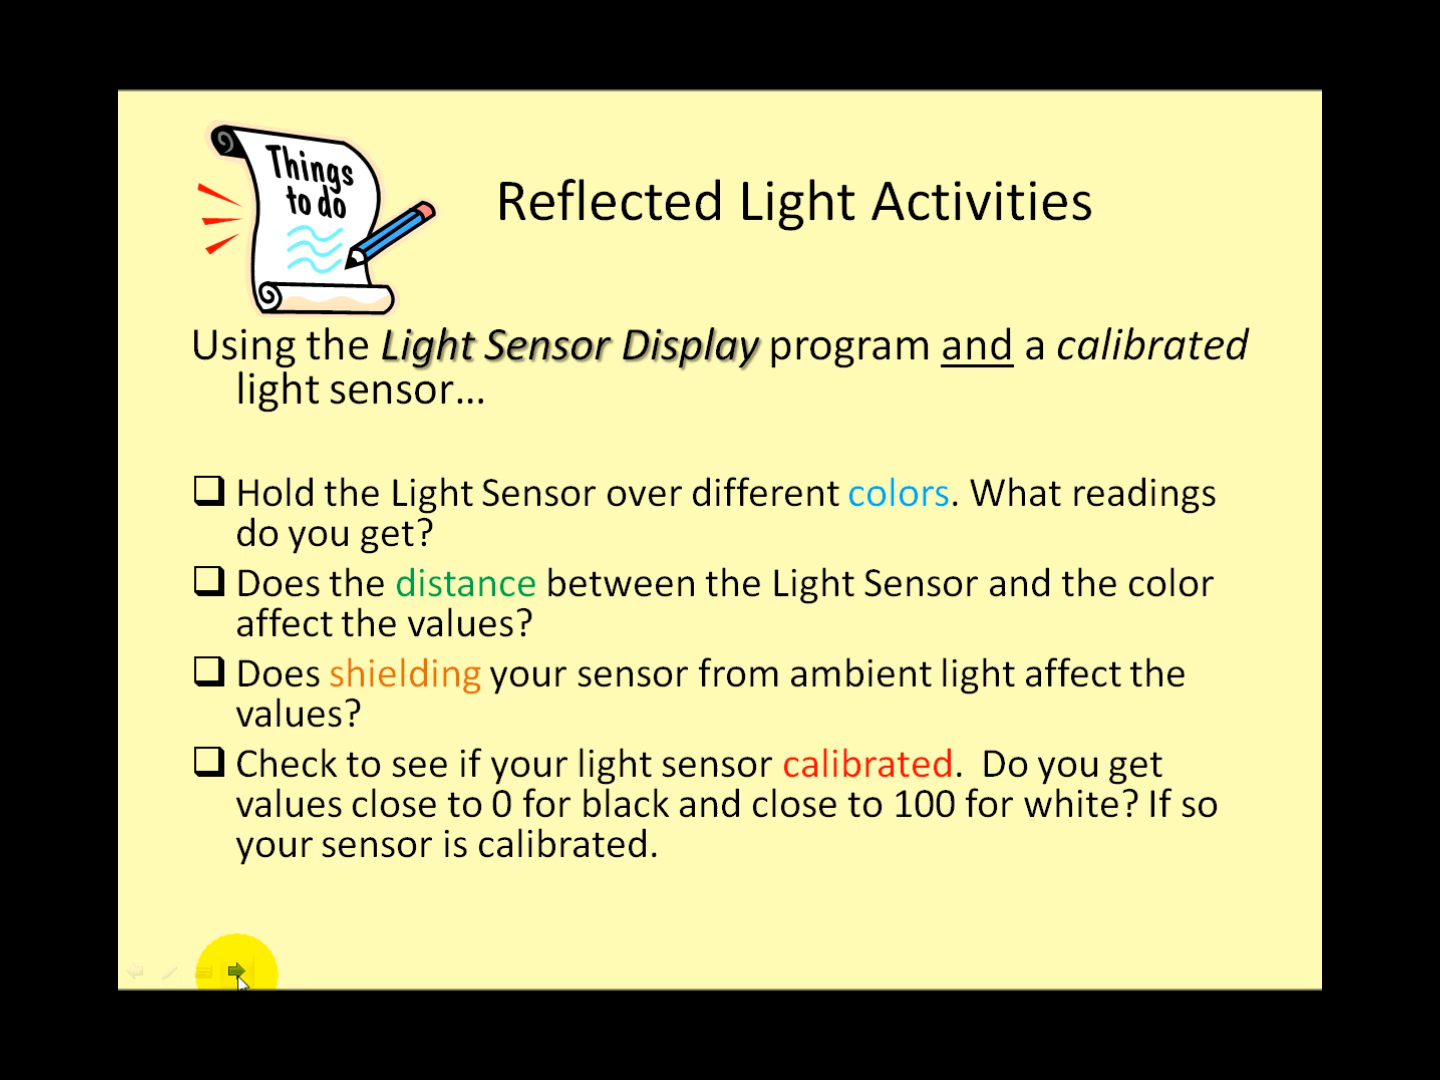 Things
to do
Reflected Light Activities
Using the Light Sensor Display program and a calibrated
light sensor...
❑ Hold the Light Sensor over different colors. What readings
do you get?
❑ Does the distance between the Light Sensor and the color
affect the values?
❑ Does shielding your sensor from ambient light affect the
values?
❑ Check to see if your light sensor calibrated.  Do you get
values close to 0 for black and close to 100 for white? If so
your sensor is calibrated.